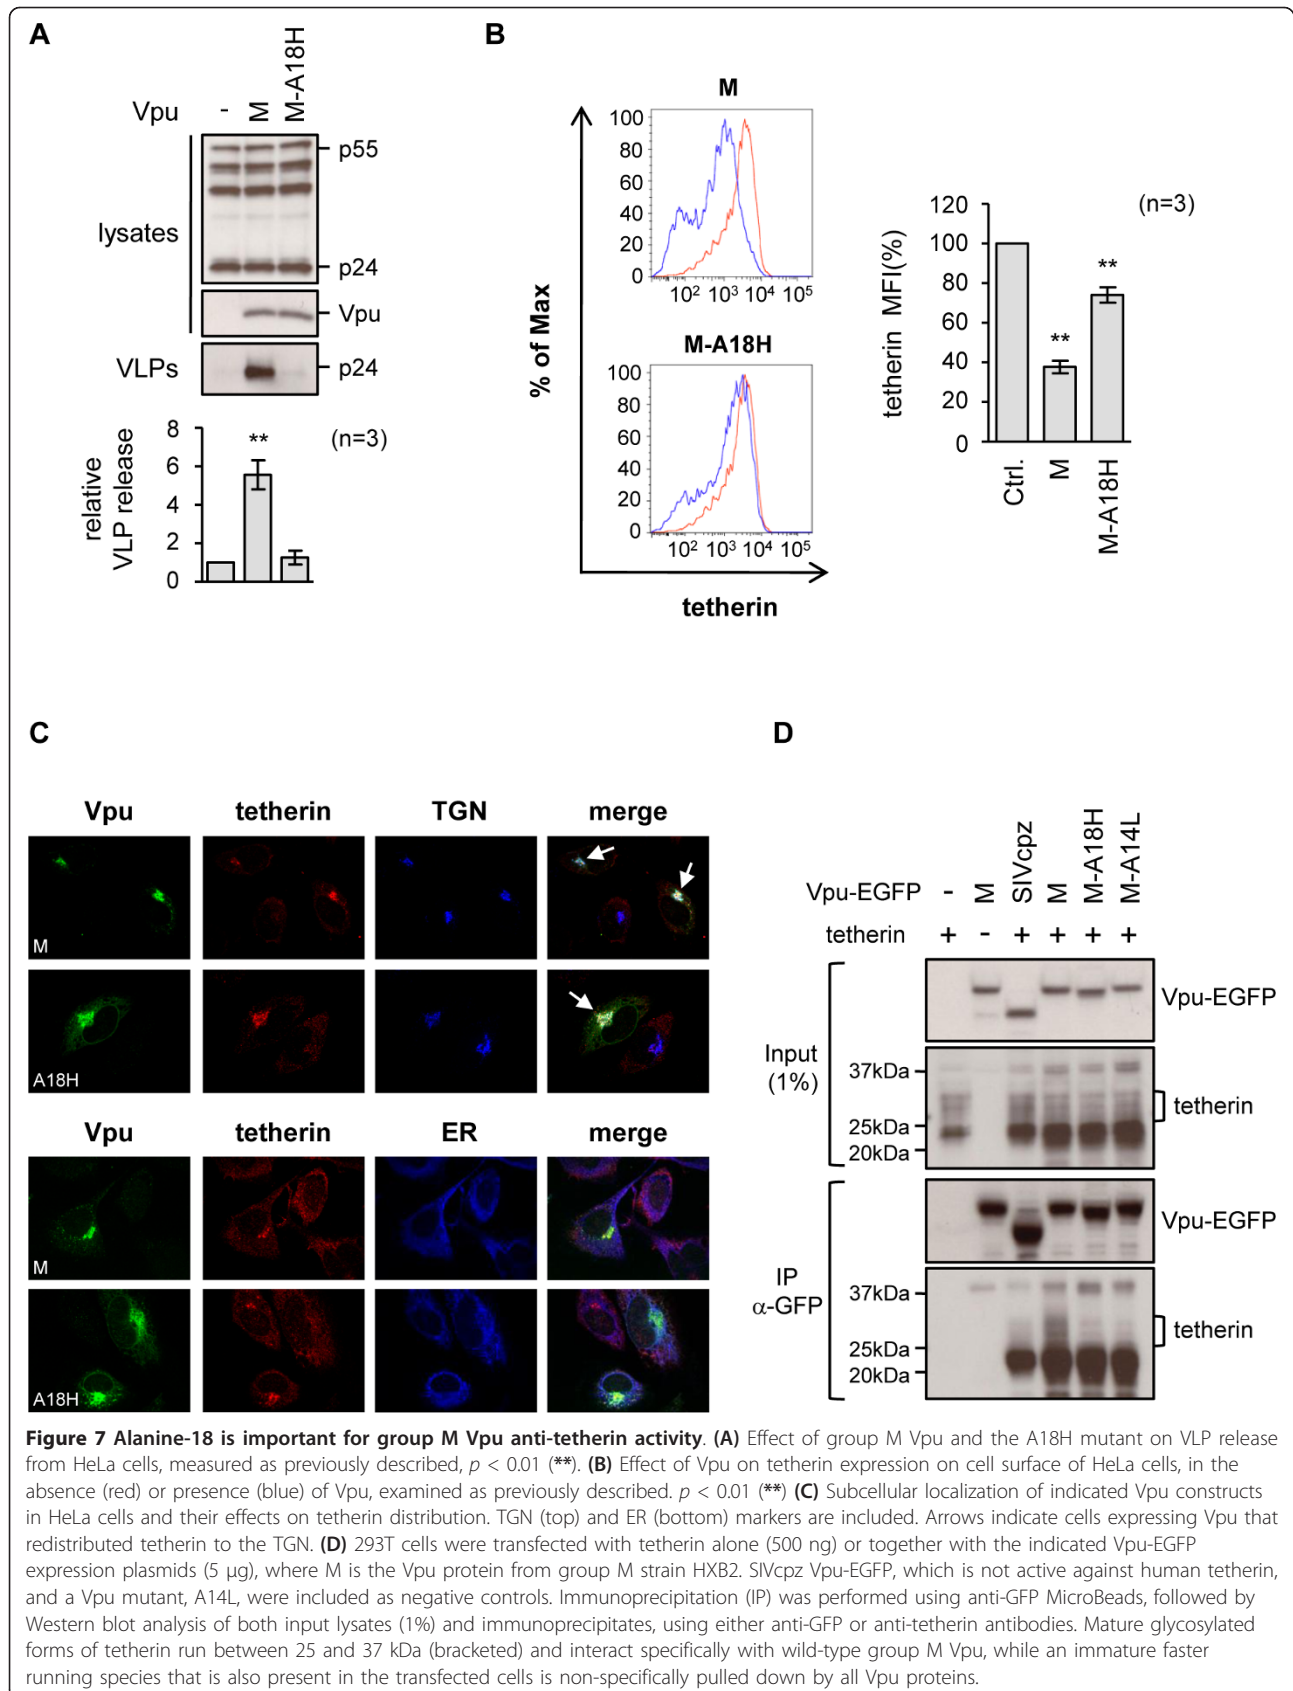 A
Vpu - M M-A18H
p55
lysates
p24
Vpu
VLPs p24
8
6
4
2
0
relative
VLP release
**
(n=3)
B
M
100
80
60
40
20
0
10² 10³ 10⁴ 10⁵
M-A18H
100
80
60
40
20
0
10² 10³ 10⁴ 10⁵
% of Max
tetherin
tetherin MFI(%)
120
100
80
60
40
20
0
** **
(n=3)
Ctrl. M M-A18H
C
Vpu tetherin TGN merge
M
A18H
Vpu tetherin ER merge
M
A18H
D
Vpu-EGFP - M SIVcpz M M-A18H M-A14L
tetherin + - + + + +
Input
(1%)
Vpu-EGFP
37kDa
25kDa
20kDa
tetherin
IP
α-GFP
Vpu-EGFP
37kDa
25kDa
20kDa
tetherin
Figure 7 Alanine-18 is important for group M Vpu anti-tetherin activity. (A) Effect of group M Vpu and the A18H mutant on VLP release
from HeLa cells, measured as previously described, p < 0.01 (**). (B) Effect of Vpu on tetherin expression on cell surface of HeLa cells, in the
absence (red) or presence (blue) of Vpu, examined as previously described. p < 0.01 (**) (C) Subcellular localization of indicated Vpu constructs
in HeLa cells and their effects on tetherin distribution. TGN (top) and ER (bottom) markers are included. Arrows indicate cells expressing Vpu that
redistributed tetherin to the TGN. (D) 293T cells were transfected with tetherin alone (500 ng) or together with the indicated Vpu-EGFP
expression plasmids (5 μg), where M is the Vpu protein from group M strain HXB2. SIVcpz Vpu-EGFP, which is not active against human tetherin,
and a Vpu mutant, A14L, were included as negative controls. Immunoprecipitation (IP) was performed using anti-GFP MicroBeads, followed by
Western blot analysis of both input lysates (1%) and immunoprecipitates, using either anti-GFP or anti-tetherin antibodies. Mature glycosylated
forms of tetherin run between 25 and 37 kDa (bracketed) and interact specifically with wild-type group M Vpu, while an immature faster
running species that is also present in the transfected cells is non-specifically pulled down by all Vpu proteins.